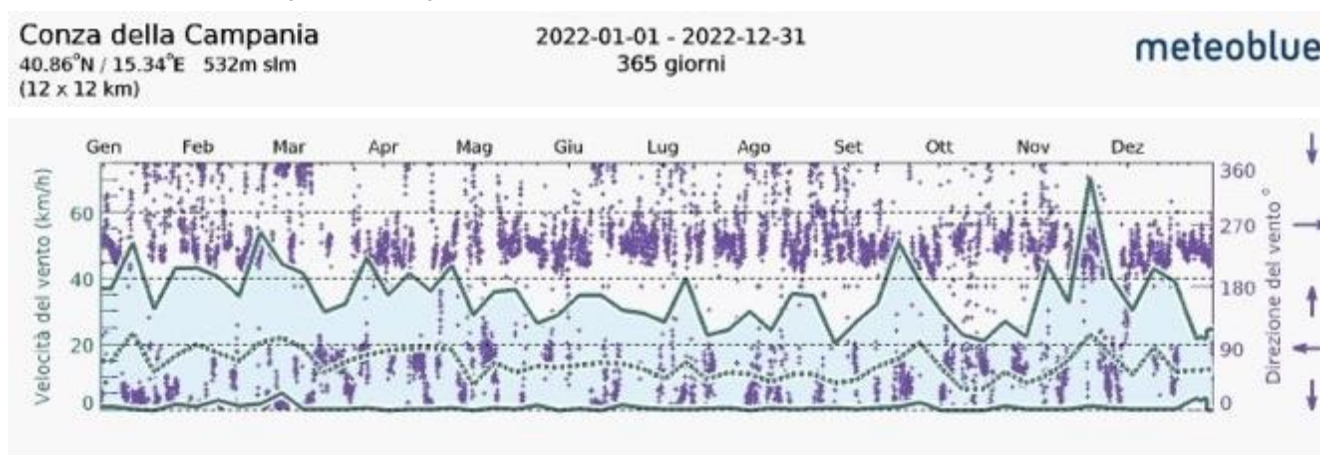 Conza della Campania
40.86°N / 15.34°E 532m slm
(12 x 12 km)
2022-01-01 - 2022-12-31
365 giorni
meteoblue
Gen Feb Mar Apr Mag Giu Lug Ago Set Ott Nov Dez
Velocità del vento (km/h)
60
40
20
0
360
270
180
90
0
Direzione del vento °